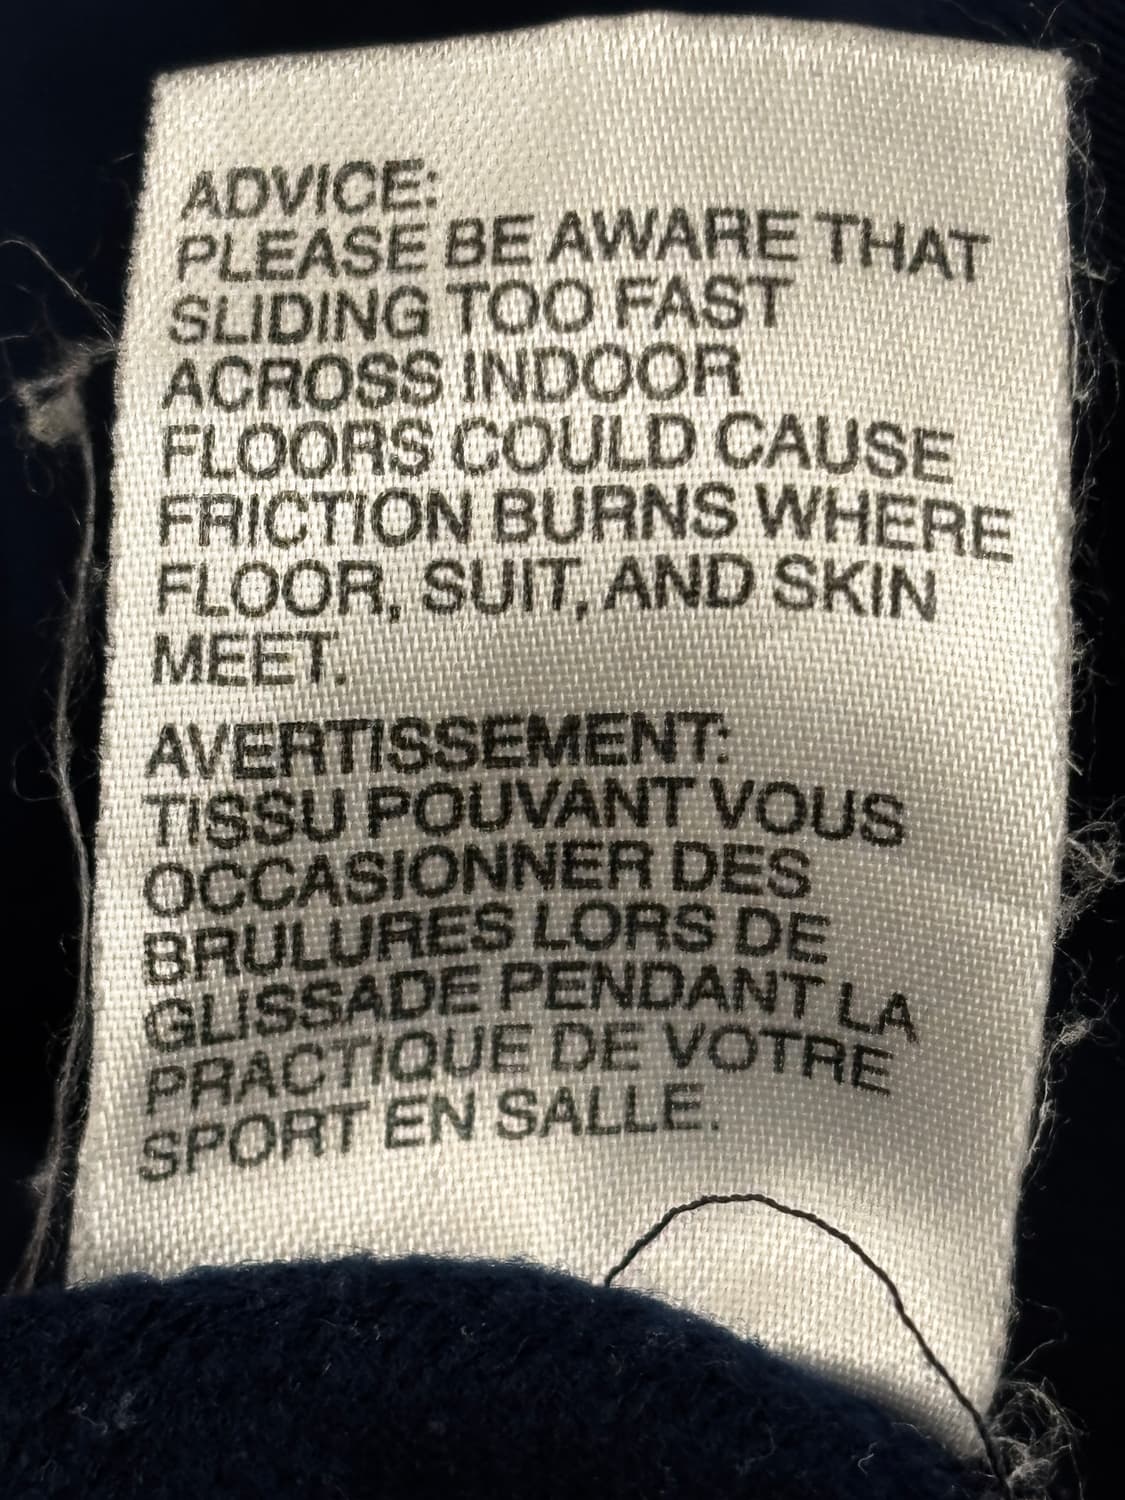 ADVICE:
PLEASE BE AWARE THAT
SLIDING TOO FAST
ACROSS INDOOR
FLOORS COULD CAUSE
FRICTION BURNS WHERE
FLOOR, SUIT, AND SKIN
MEET.
AVERTISSEMENT:
TISSU POUVANT VOUS
OCCASIONNER DES
BRULURES LORS DE
GLISSADE PENDANT LA
PRACTIQUE DE VOTRE
SPORT EN SALLE.